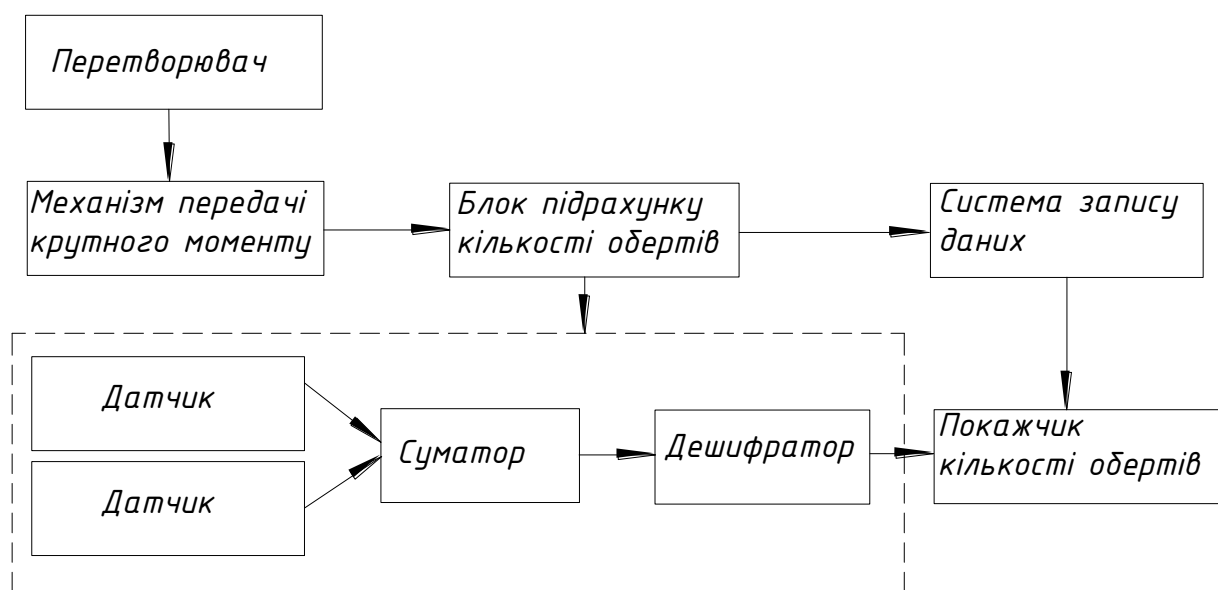 Перетворювач
Механізм передачі
крутного моменту
Блок підрахунку
кількості обертів
Система запису
даних
Датчик
Датчик
Суматор
Дешифратор
Покажчик
кількості обертів